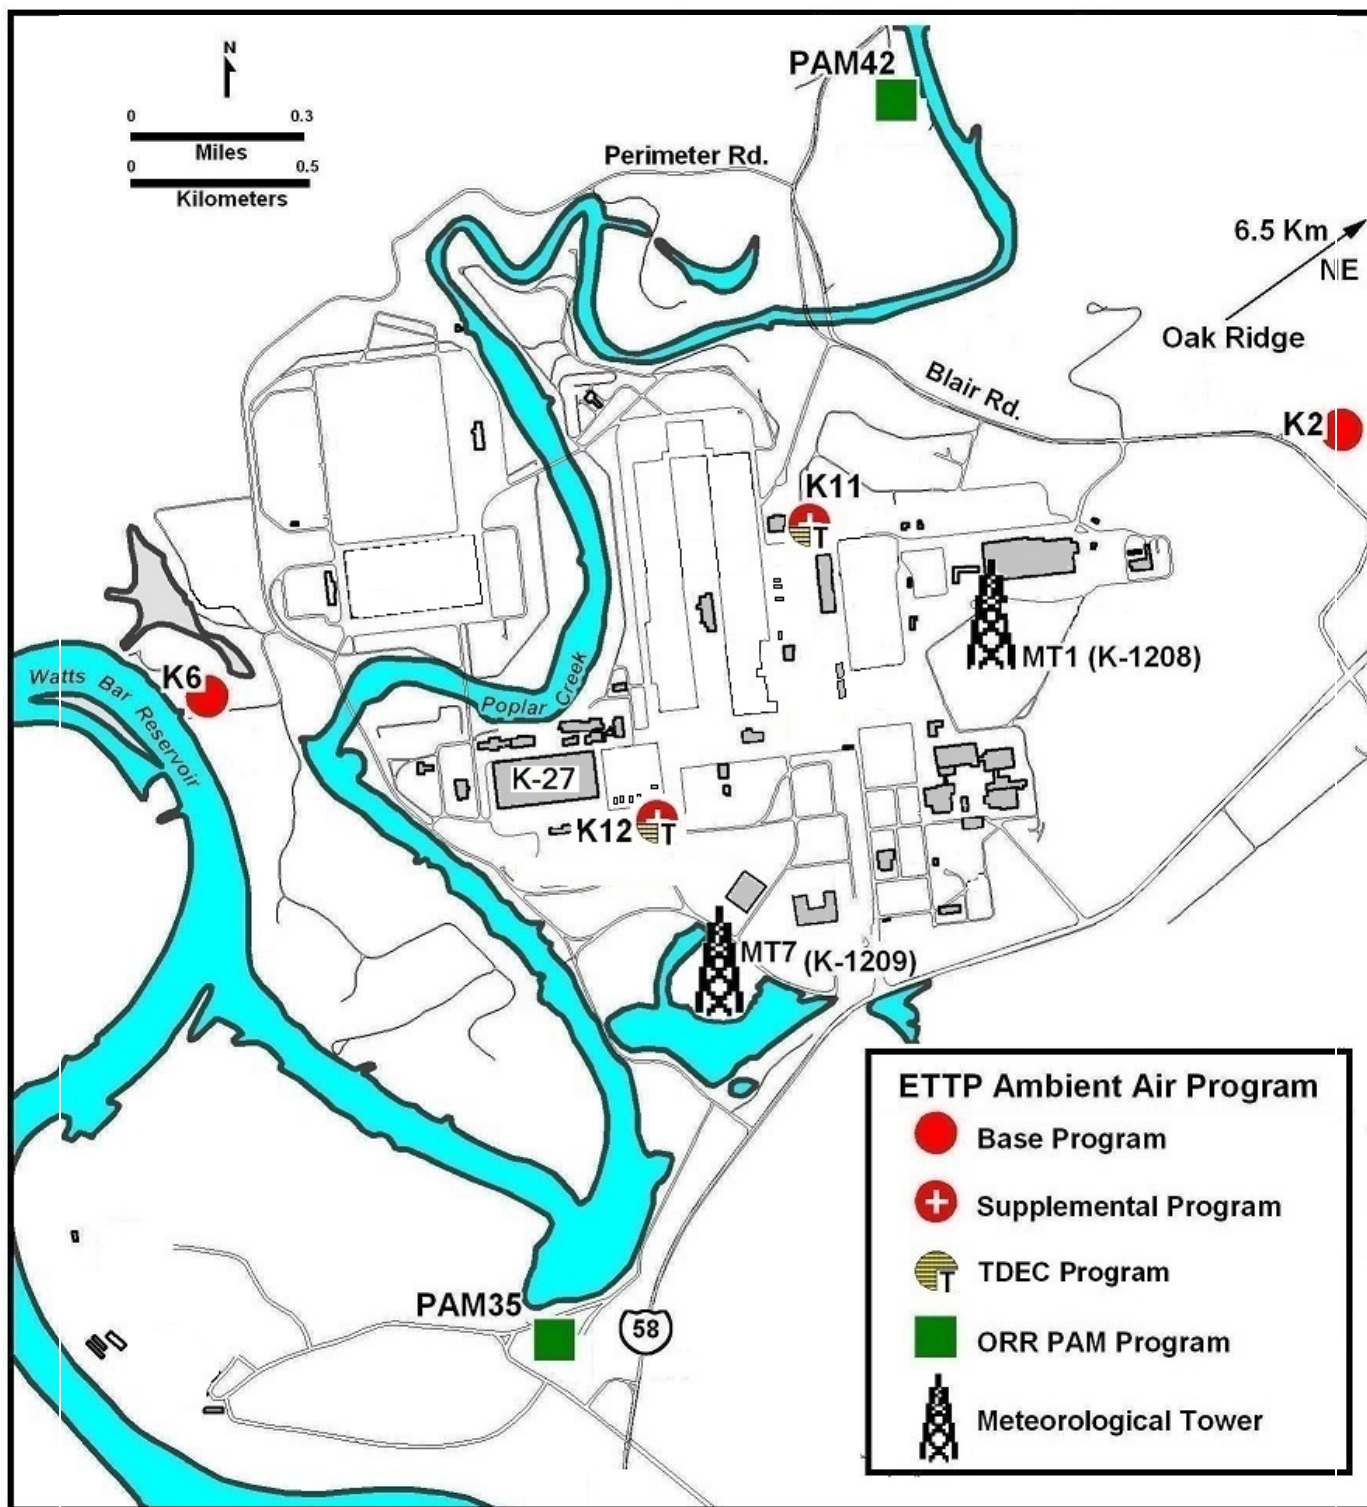 N
0 0.3
Miles
0 0.5
Kilometers
PAM42
Perimeter Rd.
6.5 Km
NE
Oak Ridge
Blair Rd.
K2
K11
T
MT1 (K-1208)
K6
Watts Bar Reservoir
Poplar Creek
K-27
K12
T
MT7 (K-1209)
PAM35
58
ETTP Ambient Air Program
Base Program
Supplemental Program
T
TDEC Program
ORR PAM Program
Meteorological Tower